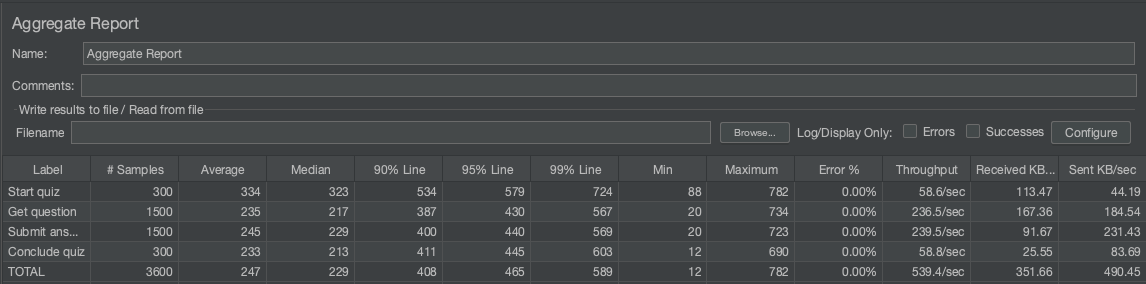 Aggregate Report
Name: Aggregate Report
Comments:
Write results to file / Read from file
Filename Browse... Log/Display Only: Errors Successes Configure
Label # Samples Average Median 90% Line 95% Line 99% Line Min Maximum Error % Throughput Received KB... Sent KB/sec
Start quiz 300 334 323 534 579 724 88 782 0.00% 58.6/sec 113.47 44.19
Get question 1500 235 217 387 430 567 20 734 0.00% 236.5/sec 167.36 184.54
Submit ans... 1500 245 229 400 440 569 20 723 0.00% 239.5/sec 91.67 231.43
Conclude quiz 300 233 213 411 445 603 12 690 0.00% 58.8/sec 25.55 83.69
TOTAL 3600 247 229 408 465 589 12 782 0.00% 539.4/sec 351.66 490.45